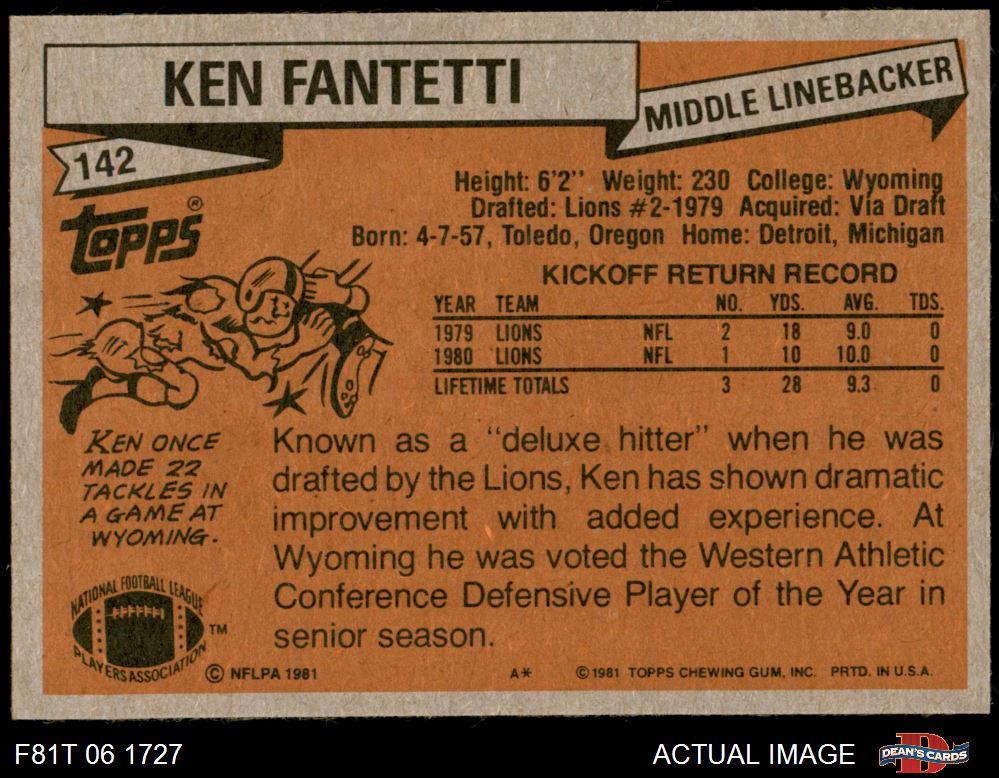 KEN FANTETTI
MIDDLE LINEBACKER
142
TOPPS®
Height: 6'2" Weight: 230 College: Wyoming
Drafted: Lions #2-1979 Acquired: Via Draft
Born: 4-7-57, Toledo, Oregon Home: Detroit, Michigan
KICKOFF RETURN RECORD
YEAR TEAM NO. YDS. AVG. TDS.
1979 LIONS NFL 2 18 9.0 0
1980 LIONS NFL 1 10 10.0 0
LIFETIME TOTALS 3 28 9.3 0
KEN ONCE
MADE 22
TACKLES IN
A GAME AT
WYOMING.
Known as a "deluxe hitter" when he was
drafted by the Lions, Ken has shown dramatic
improvement with added experience. At
Wyoming he was voted the Western Athletic
Conference Defensive Player of the Year in
senior season.
NATIONAL FOOTBALL LEAGUE
PLAYERS ASSOCIATION
TM
© NFLPA 1981 A* ©1981 TOPPS CHEWING GUM, INC. PRTD. IN U.S.A.
F81T 06 1727
ACTUAL IMAGE
DEAN'S CARDS